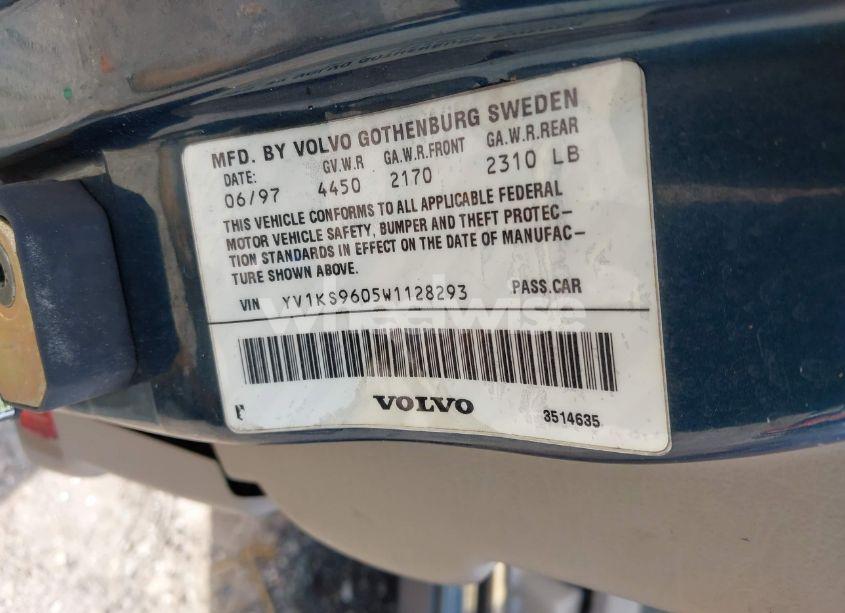 MFD. BY VOLVO GOTHENBURG SWEDEN
DATE: GV.W.R GA.W.R.FRONT GA.W.R.REAR
06/97 4450 2170 2310 LB
THIS VEHICLE CONFORMS TO ALL APPLICABLE FEDERAL
MOTOR VEHICLE SAFETY, BUMPER AND THEFT PROTEC–
TION STANDARDS IN EFFECT ON THE DATE OF MANUFAC–
TURE SHOWN ABOVE.
VIN YV1KS9605W1128293 PASS.CAR
wheelwise
VOLVO 3514635